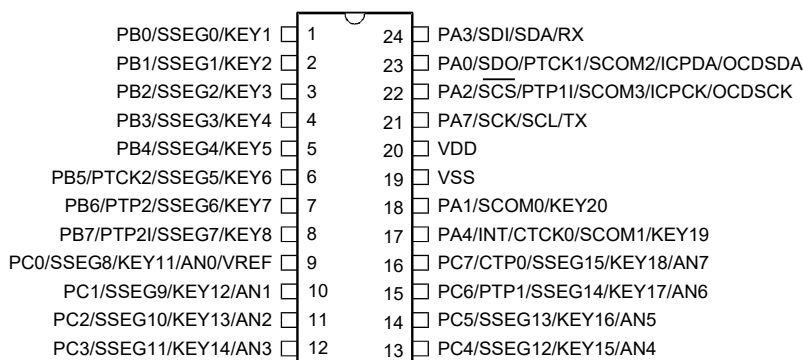 PB0/SSEG0/KEY1 1 24 PA3/SDI/SDA/RX
PB1/SSEG1/KEY2 2 23 PA0/SDO/PTCK1/SCOM2/ICPDA/OCDSDA
PB2/SSEG2/KEY3 3 22 PA2/SCS/PTP1I/SCOM3/ICPCK/OCDSCK
PB3/SSEG3/KEY4 4 21 PA7/SCK/SCL/TX
PB4/SSEG4/KEY5 5 20 VDD
PB5/PTCK2/SSEG5/KEY6 6 19 VSS
PB6/PTP2/SSEG6/KEY7 7 18 PA1/SCOM0/KEY20
PB7/PTP2I/SSEG7/KEY8 8 17 PA4/INT/CTCK0/SCOM1/KEY19
PC0/SSEG8/KEY11/AN0/VREF 9 16 PC7/CTP0/SSEG15/KEY18/AN7
PC1/SSEG9/KEY12/AN1 10 15 PC6/PTP1/SSEG14/KEY17/AN6
PC2/SSEG10/KEY13/AN2 11 14 PC5/SSEG13/KEY16/AN5
PC3/SSEG11/KEY14/AN3 12 13 PC4/SSEG12/KEY15/AN4